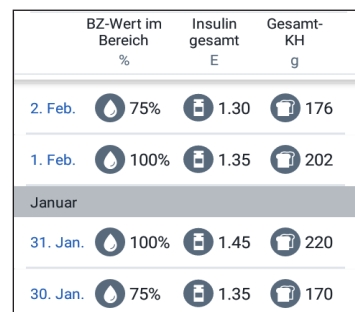 BZ-Wert im Bereich Insulin gesamt Gesamt-KH
% E g
2. Feb. 75% 1.30 176
1. Feb. 100% 1.35 202
Januar
31. Jan. 100% 1.45 220
30. Jan. 75% 1.35 170